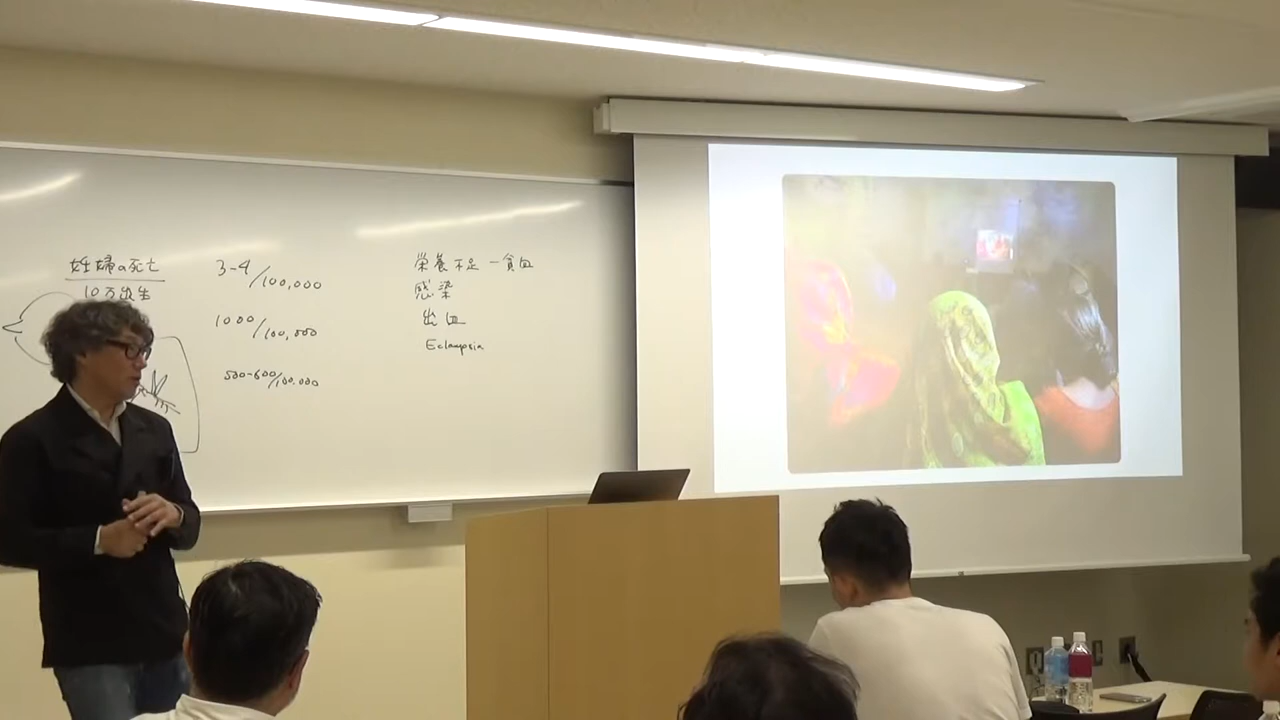 妊婦の死亡
10万出生
3-4/100,000
1000/100,000
500-600/100.000
栄養不足 - 貧血
感染
出血
Eclampsia